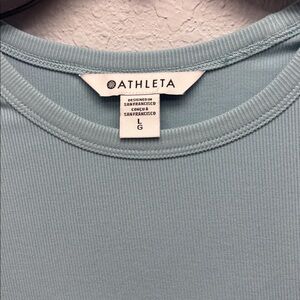 ATHLETA
DESIGNED IN
SAN FRANCISCO
CONÇU À
SAN FRANCISCO
L
G